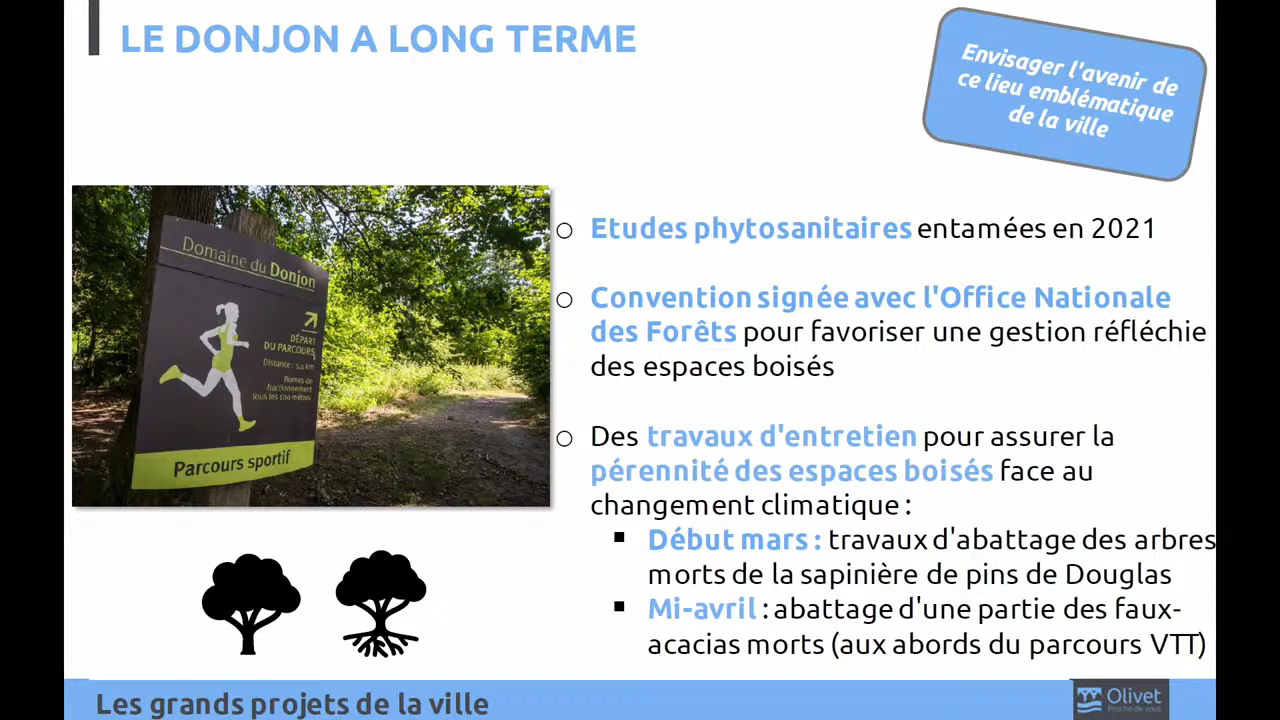 LE DONJON A LONG TERME
Envisager l'avenir de
ce lieu emblématique
de la ville
Domaine du Donjon
DÉPART
DU PARCOURS
Distance : 1,4 km
Bornes de
fractionnement
tous les 100 mètres
Parcours sportif
Etudes phytosanitaires entamées en 2021
Convention signée avec l'Office Nationale
des Forêts pour favoriser une gestion réfléchie
des espaces boisés
Des travaux d'entretien pour assurer la
pérennité des espaces boisés face au
changement climatique :
Début mars : travaux d'abattage des arbres
morts de la sapinière de pins de Douglas
Mi-avril : abattage d'une partie des faux-
acacias morts (aux abords du parcours VTT)
Les grands projets de la ville
Olivet
Proche de vous